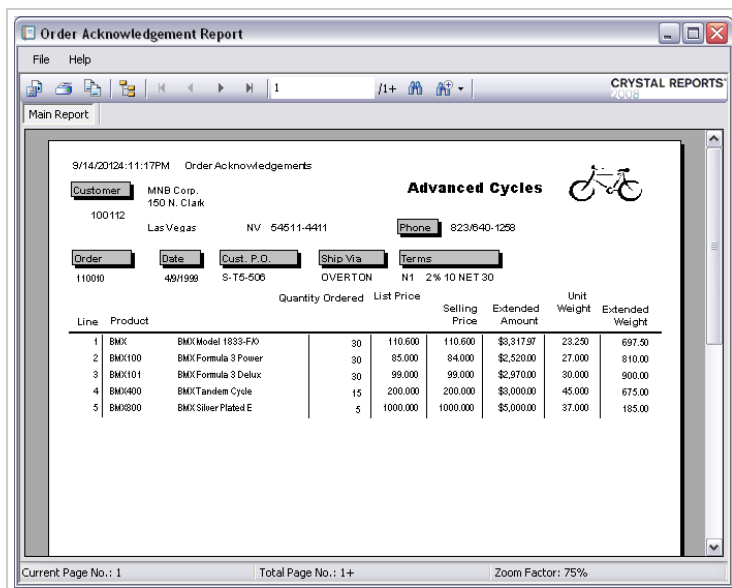 Order Acknowledgement Report
File Help
1 /1+ CRYSTAL REPORTS
2008
Main Report
9/14/20124:11:17PM Order Acknowledgements
Customer MNB Corp. Advanced Cycles
150 N. Clark
100112
Las Vegas NV 54511-4411 Phone 823/640-1258
Order Date Cust. P.O. Ship Via Terms
110010 4/9/1999 S-T5-506 OVERTON N1 2% 10 NET 30
Line Product Quantity Ordered List Price Selling Price Extended Amount Unit Weight Extended Weight
1 BMX BMX Model 1833-F/O 30 110.600 110.600 $3,317.97 23.250 697.50
2 BMX100 BMX Formula 3 Power 30 85.000 84.000 $2,520.00 27.000 810.00
3 BMX101 BMX Formula 3 Delux 30 99.000 99.000 $2,970.00 30.000 900.00
4 BMX400 BMX Tandem Cycle 15 200.000 200.000 $3,000.00 45.000 675.00
5 BMX800 BMX Silver Plated E 5 1000.000 1000.000 $5,000.00 37.000 185.00
Current Page No.: 1 Total Page No.: 1+ Zoom Factor: 75%